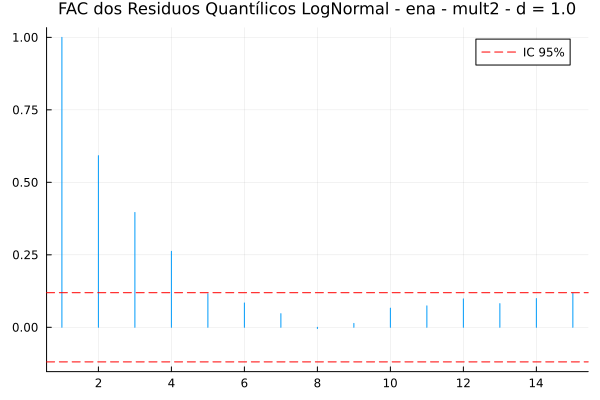 FAC dos Residuos Quantílicos LogNormal - ena - mult2 - d = 1.0
1.00
IC 95%
0.75
0.50
0.25
0.00
2 4 6 8 10 12 14